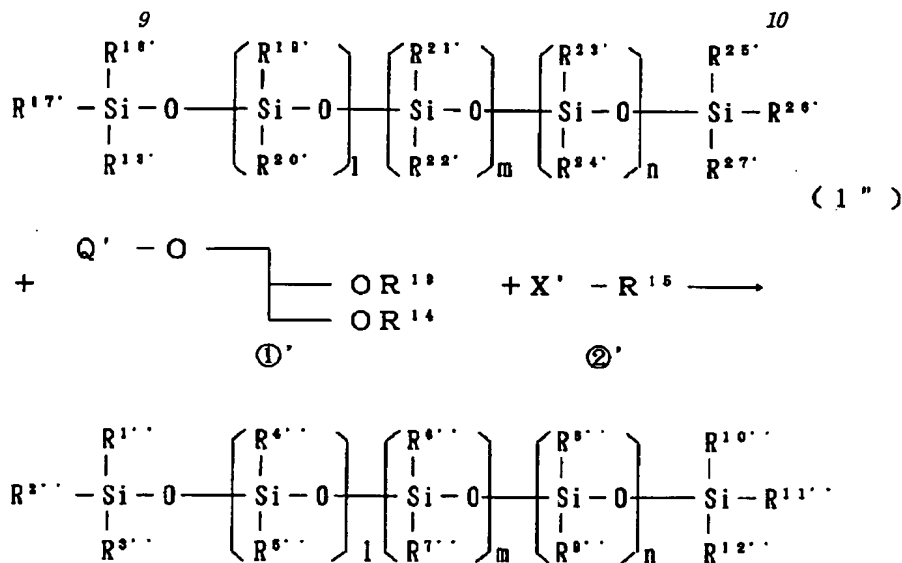 9 10
R¹⁶' R¹⁹' R²¹' R²³' R²⁵'
R¹⁷' —Si—O— (Si—O) (Si—O) (Si—O) —Si—R²⁶'
R¹⁸' R²⁰' l R²²' m R²⁴' n R²⁷'
(1")
Q' —O
+ OR¹³ +X' —R¹⁵ ⟶
OR¹⁴
①' ②'
R¹'' R⁴'' R⁶'' R⁸'' R¹⁰''
R²'' —Si—O— (Si—O) (Si—O) (Si—O) —Si—R¹¹''
R³'' R⁵'' l R⁷'' m R⁹'' n R¹²''